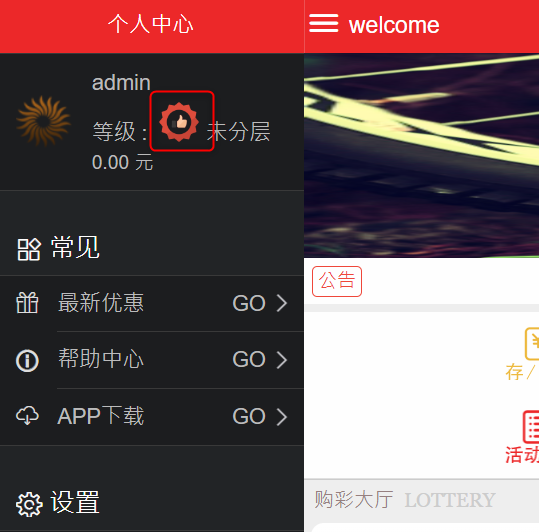 个人中心
welcome
admin
等级 : 未分层
0.00 元
常见
最新优惠 GO
帮助中心 GO
APP下载 GO
设置
公告
存/
活动
购彩大厅 LOTTERY